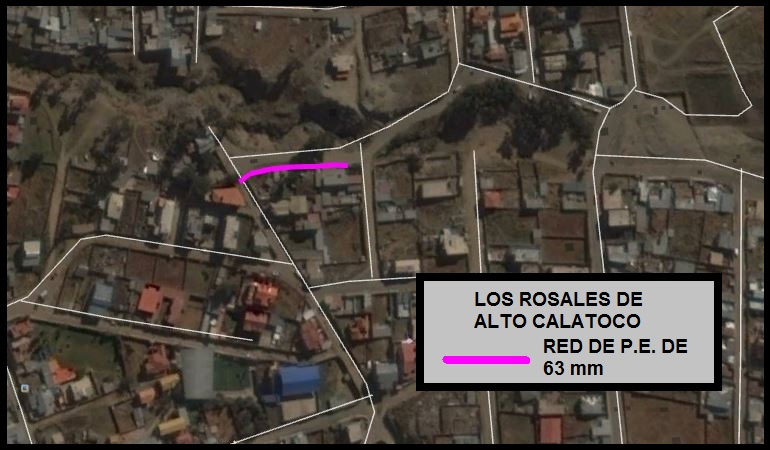 LOS ROSALES DE
ALTO CALATOCO
RED DE P.E. DE
63 mm